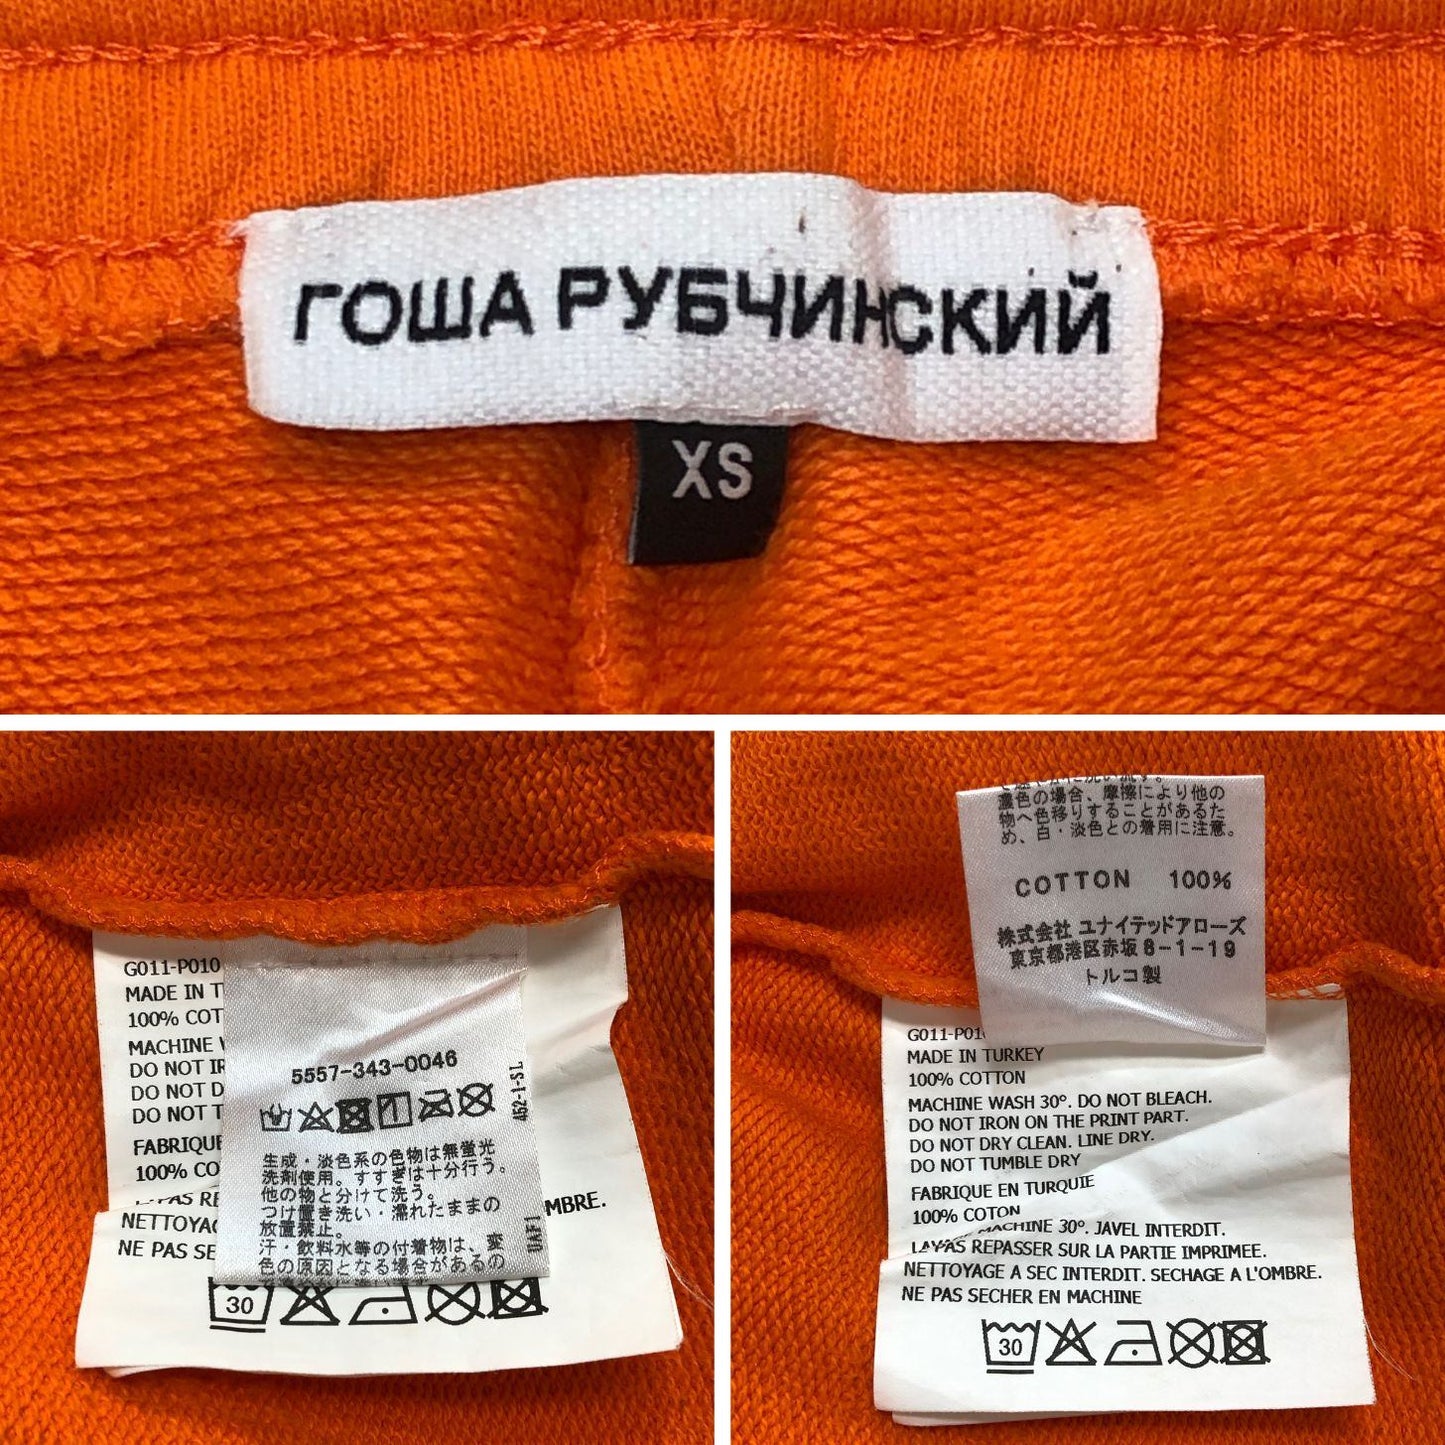 ГОША РУБЧИНСКИЙ
XS
G011-P010
MADE IN T
100% COT
MACHINE
DO NOT IR
DO NOT D
DO NOT T
FABRIQUE
100% CO
PAS RE
NETTOYAG
NE PAS SE
MBRE.
30
5557-343-0046
452-1-SL
生成・淡色系の色物は無蛍光
洗剤使用。すすぎは十分行う。
他の物と分けて洗う。
つけ置き洗い・濡れたままの
放置禁止。
汗・飲料水等の付着物は、変
色の原因となる場合があるの
UAF1
濃色の場合、摩擦により他の
物へ色移りすることがあるた
め、白・淡色との着用に注意。
COTTON 100%
株式会社 ユナイテッドアローズ
東京都港区赤坂8-1-19
トルコ製
G011-P01
MADE IN TURKEY
100% COTTON
MACHINE WASH 30°. DO NOT BLEACH.
DO NOT IRON ON THE PRINT PART.
DO NOT DRY CLEAN. LINE DRY.
DO NOT TUMBLE DRY
FABRIQUE EN TURQUIE
100% COTON
MACHINE 30°. JAVEL INTERDIT.
PAS REPASSER SUR LA PARTIE IMPRIMEE.
NETTOYAGE A SEC INTERDIT. SECHAGE A L'OMBRE.
NE PAS SECHER EN MACHINE
30